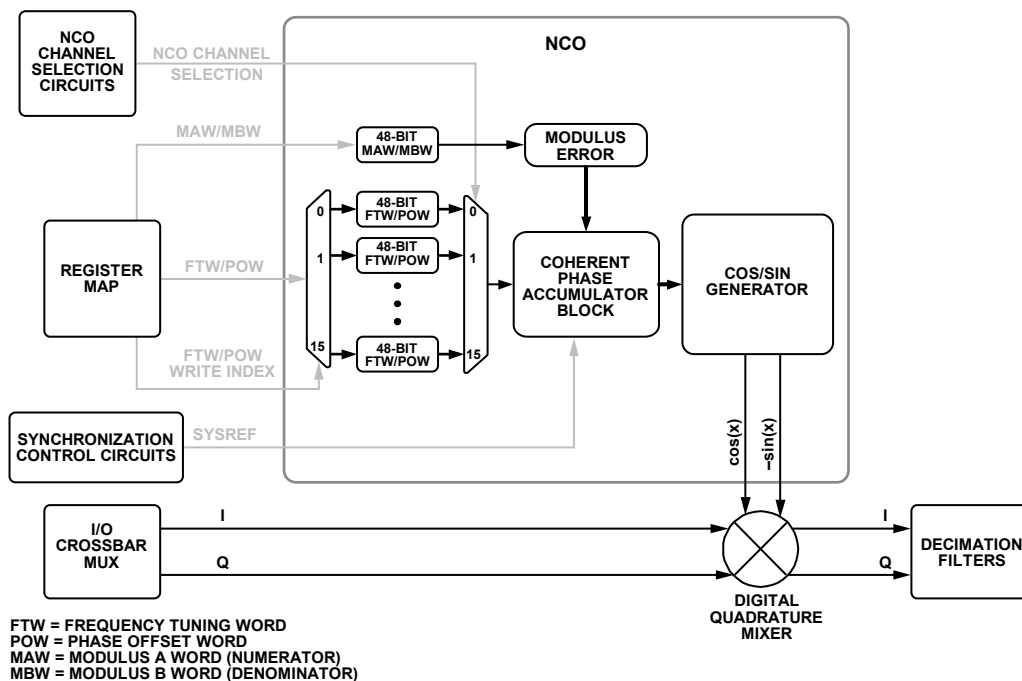 NCO
CHANNEL
SELECTION
CIRCUITS
NCO CHANNEL
SELECTION
NCO
MAW/MBW
48-BIT
MAW/MBW
MODULUS
ERROR
REGISTER
MAP
FTW/POW
0
48-BIT
FTW/POW
0
1
48-BIT
FTW/POW
1
15
48-BIT
FTW/POW
15
COHERENT
PHASE
ACCUMULATOR
BLOCK
COS/SIN
GENERATOR
FTW/POW
WRITE INDEX
SYNCHRONIZATION
CONTROL CIRCUITS
SYSREF
cos(x)
–sin(x)
I/O
CROSSBAR
MUX
I
Q
DIGITAL
QUADRATURE
MIXER
I
Q
DECIMATION
FILTERS
FTW = FREQUENCY TUNING WORD
POW = PHASE OFFSET WORD
MAW = MODULUS A WORD (NUMERATOR)
MBW = MODULUS B WORD (DENOMINATOR)